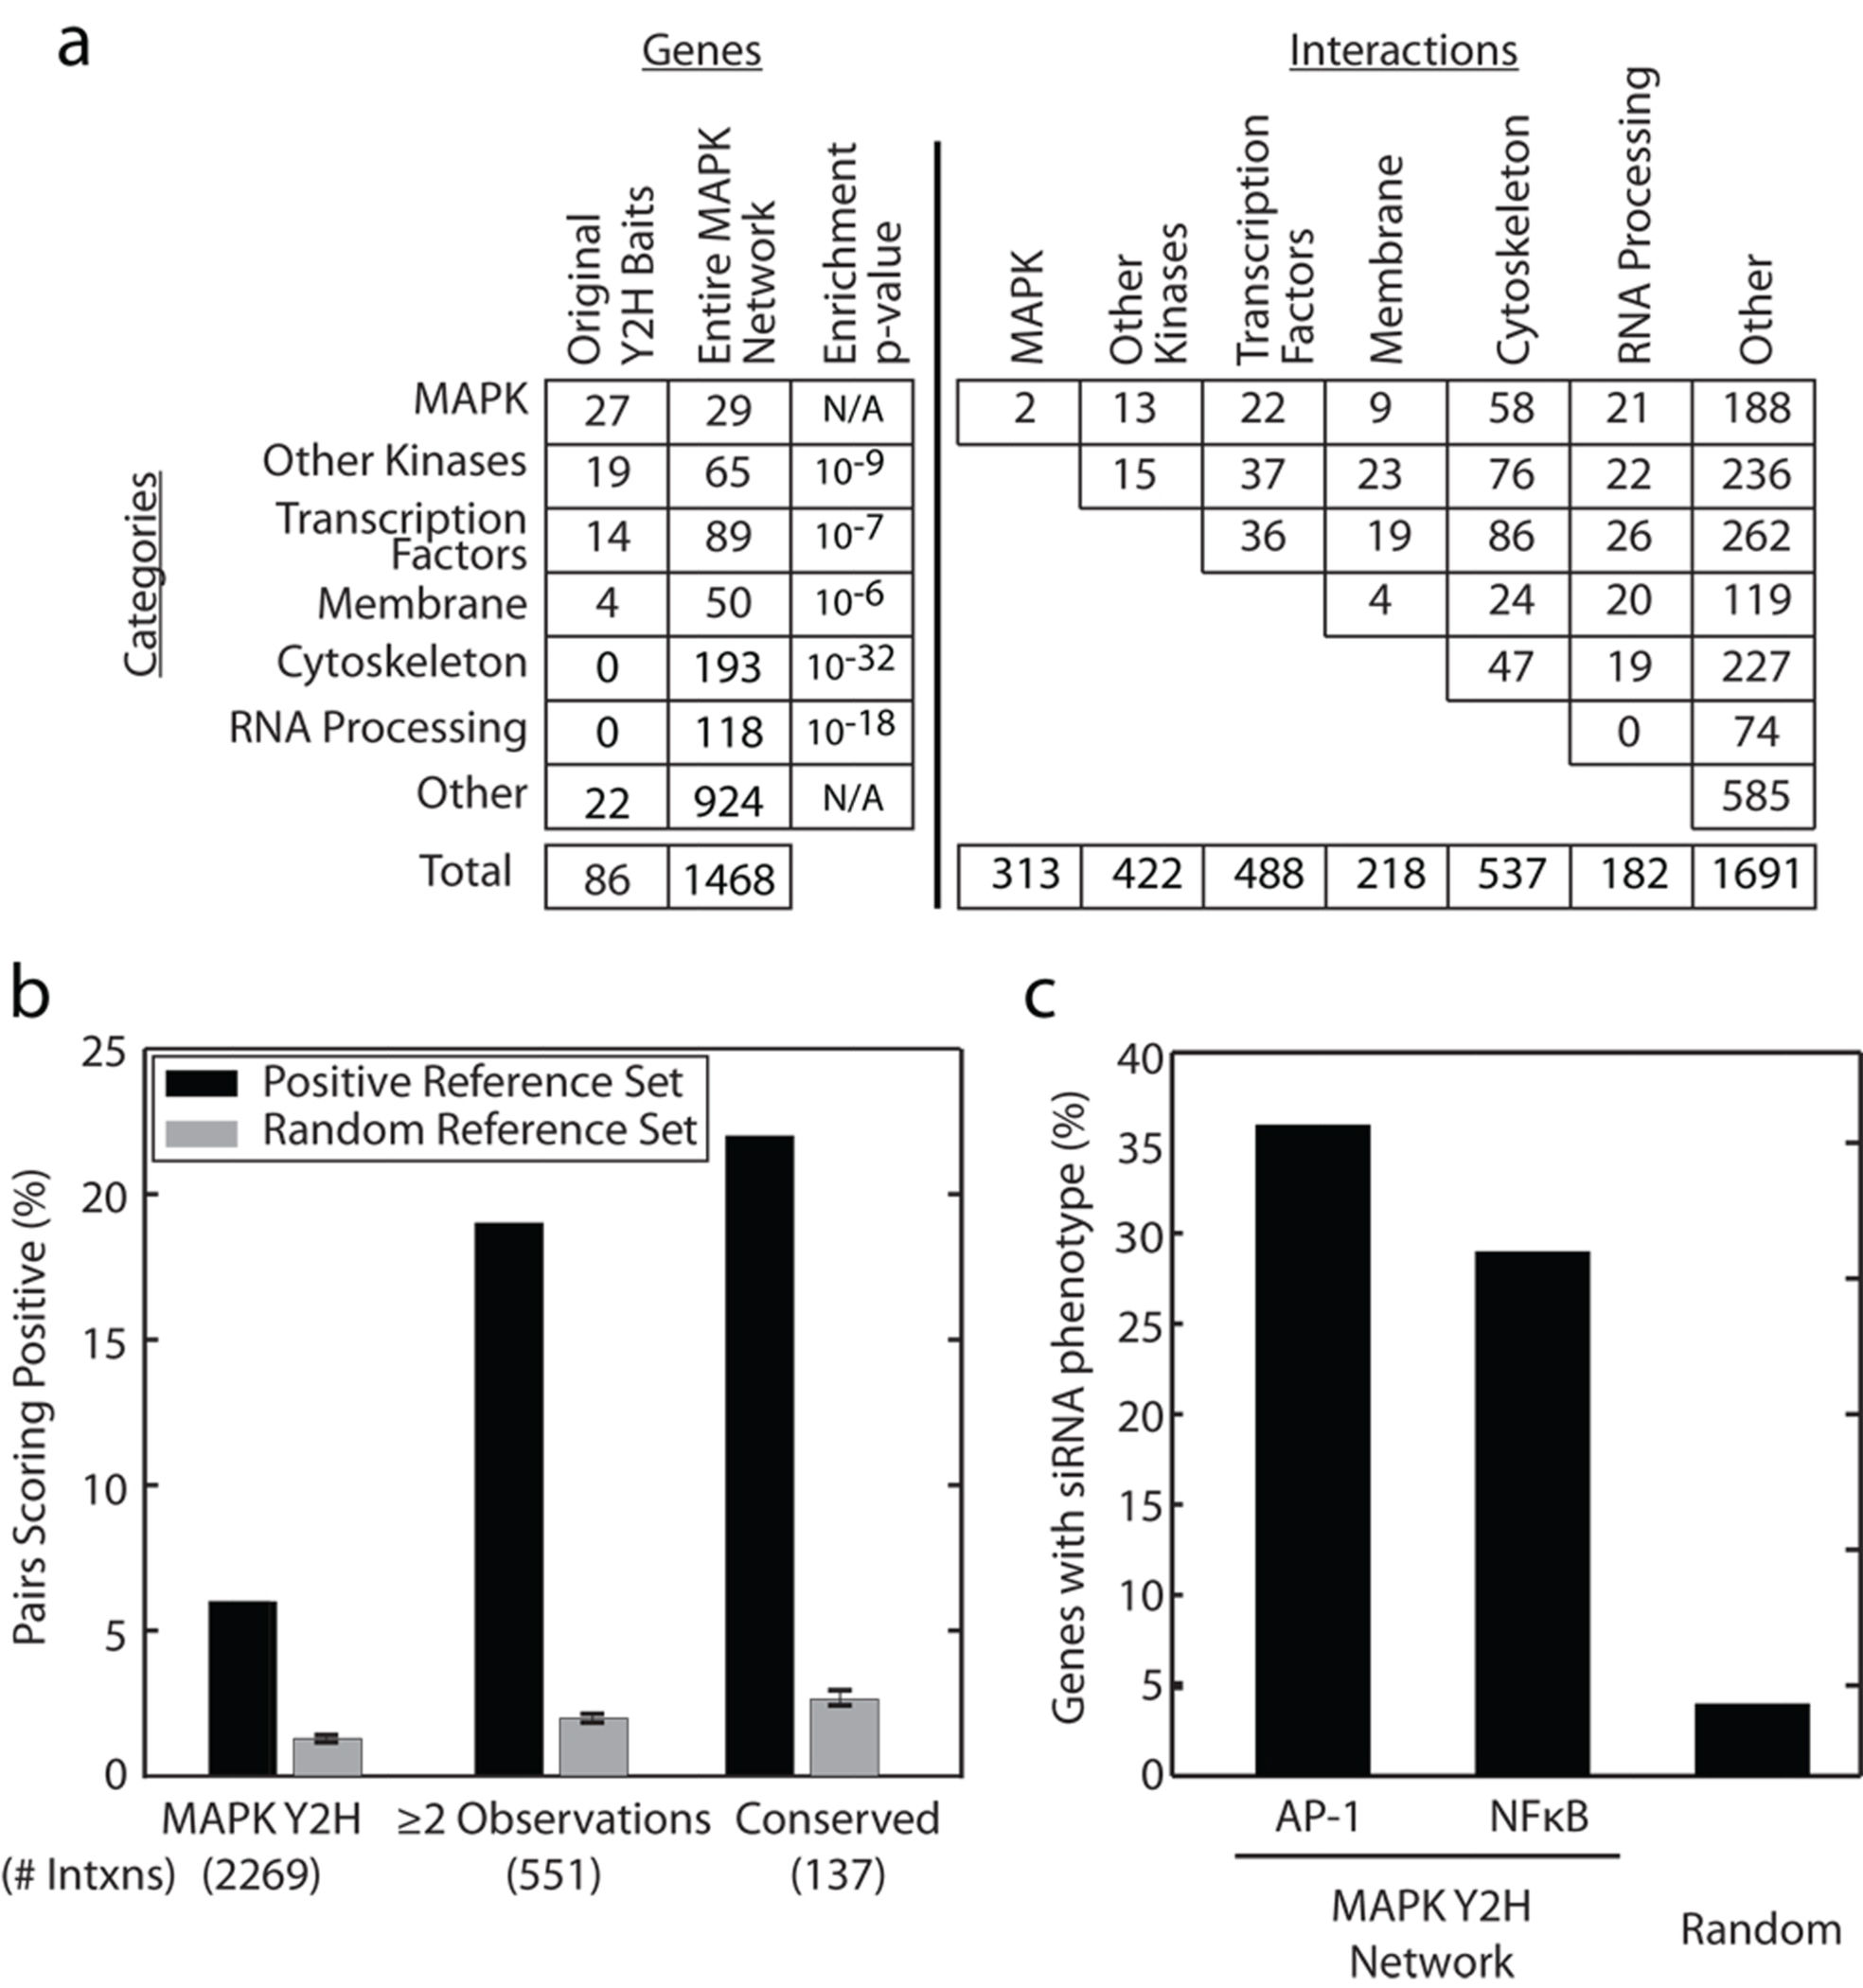 a
Genes
Interactions
Original Y2H Baits
Entire MAPK Network
Enrichment p-value
MAPK
Other Kinases
Transcription Factors
Membrane
Cytoskeleton
RNA Processing
Other
Categories
MAPK 27 29 N/A 2 13 22 9 58 21 188
Other Kinases 19 65 10-9 15 37 23 76 22 236
Transcription Factors 14 89 10-7 36 19 86 26 262
Membrane 4 50 10-6 4 24 20 119
Cytoskeleton 0 193 10-32 47 19 227
RNA Processing 0 118 10-18 0 74
Other 22 924 N/A 585
Total 86 1468 313 422 488 218 537 182 1691
b
Pairs Scoring Positive (%)
25
20
15
10
5
0
Positive Reference Set
Random Reference Set
MAPK Y2H ≥2 Observations Conserved
(# Intxns) (2269) (551) (137)
c
Genes with siRNA phenotype (%)
40
35
30
25
20
15
10
5
0
AP-1 NFκB
MAPK Y2H
Network
Random